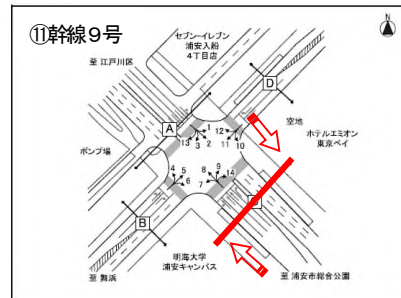 ⑪幹線９号
N
セブン－イレブン
浦安入船
4丁目店
至 江戸川区
D
空地
A
1
12
13
3
2
11
10
ホテルエミオン
東京ベイ
ポンプ場
4
5
6
8
9
7
14
B
C
明海大学
浦安キャンパス
至 舞浜
至 浦安市総合公園